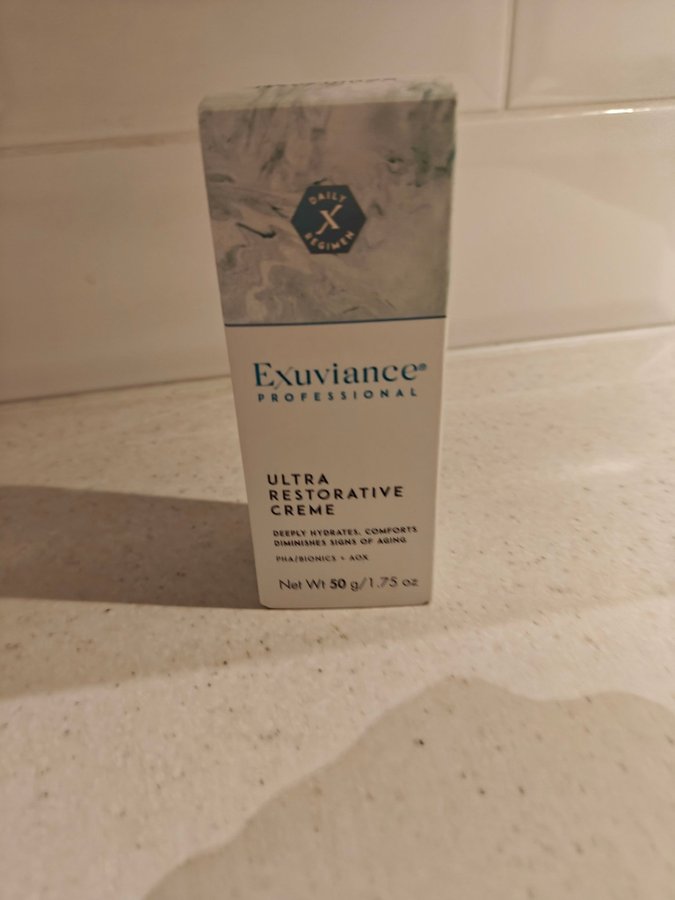 DAILY
X
REGIMEN
Exuviance®
PROFESSIONAL
ULTRA
RESTORATIVE
CREME
DEEPLY HYDRATES, COMFORTS
DIMINISHES SIGNS OF AGING
PHA/BIONICS + AOX
Net Wt 50 g/1.75 oz